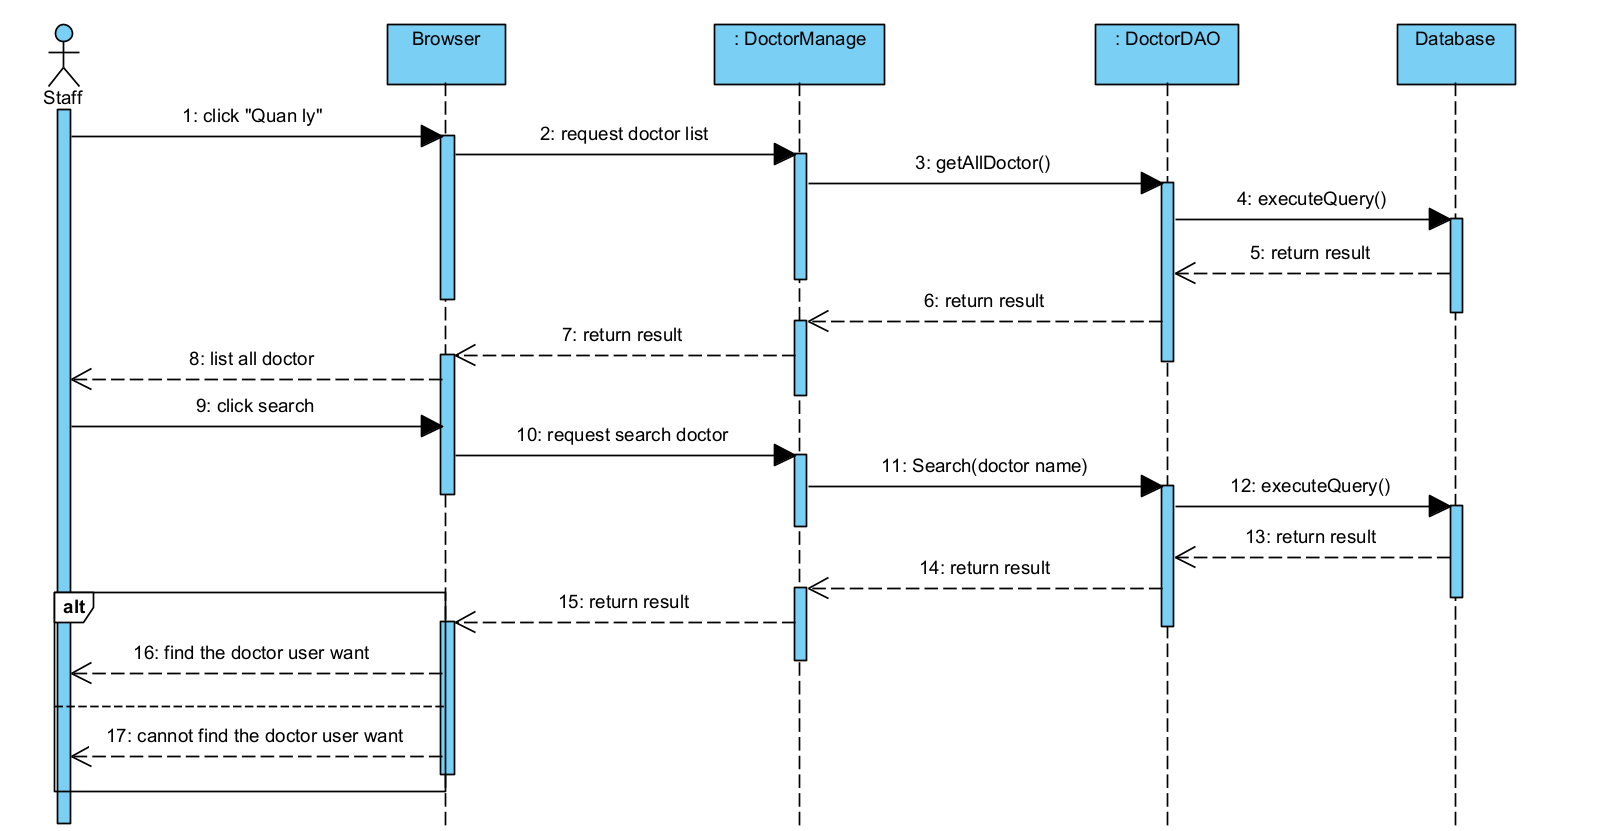 Browser
: DoctorManage
: DoctorDAO
Database
Staff
1: click "Quan ly"
2: request doctor list
3: getAllDoctor()
4: executeQuery()
5: return result
6: return result
7: return result
8: list all doctor
9: click search
10: request search doctor
11: Search(doctor name)
12: executeQuery()
13: return result
14: return result
15: return result
alt
16: find the doctor user want
17: cannot find the doctor user want